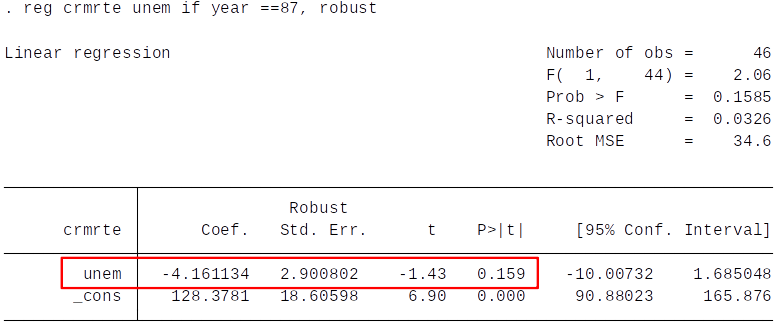 . reg crmrte unem if year ==87, robust
Linear regression Number of obs = 46
F( 1, 44) = 2.06
Prob > F = 0.1585
R-squared = 0.0326
Root MSE = 34.6
Robust
crmrte Coef. Std. Err. t P>|t| [95% Conf. Interval]
unem -4.161134 2.900802 -1.43 0.159 -10.00732 1.685048
_cons 128.3781 18.60598 6.90 0.000 90.88023 165.876